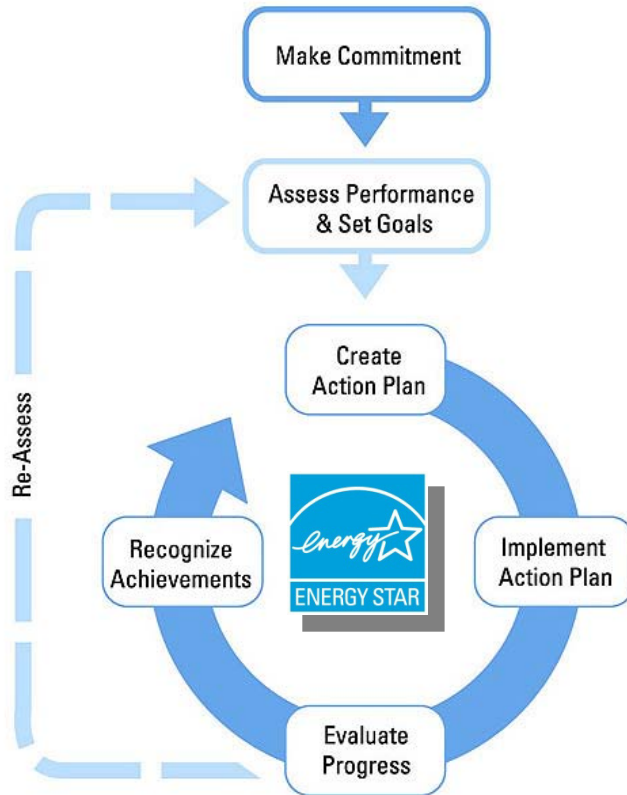 Make Commitment
Assess Performance
& Set Goals
Create
Action Plan
Re-Assess
Recognize
Achievements
energy
ENERGY STAR
Implement
Action Plan
Evaluate
Progress